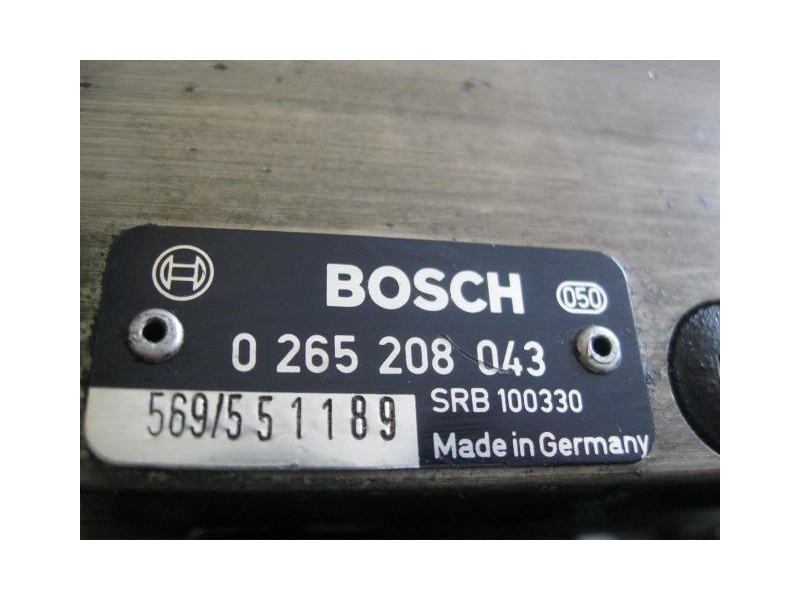 BOSCH 050
0 265 208 043
569/551189
SRB 100330
Made in Germany